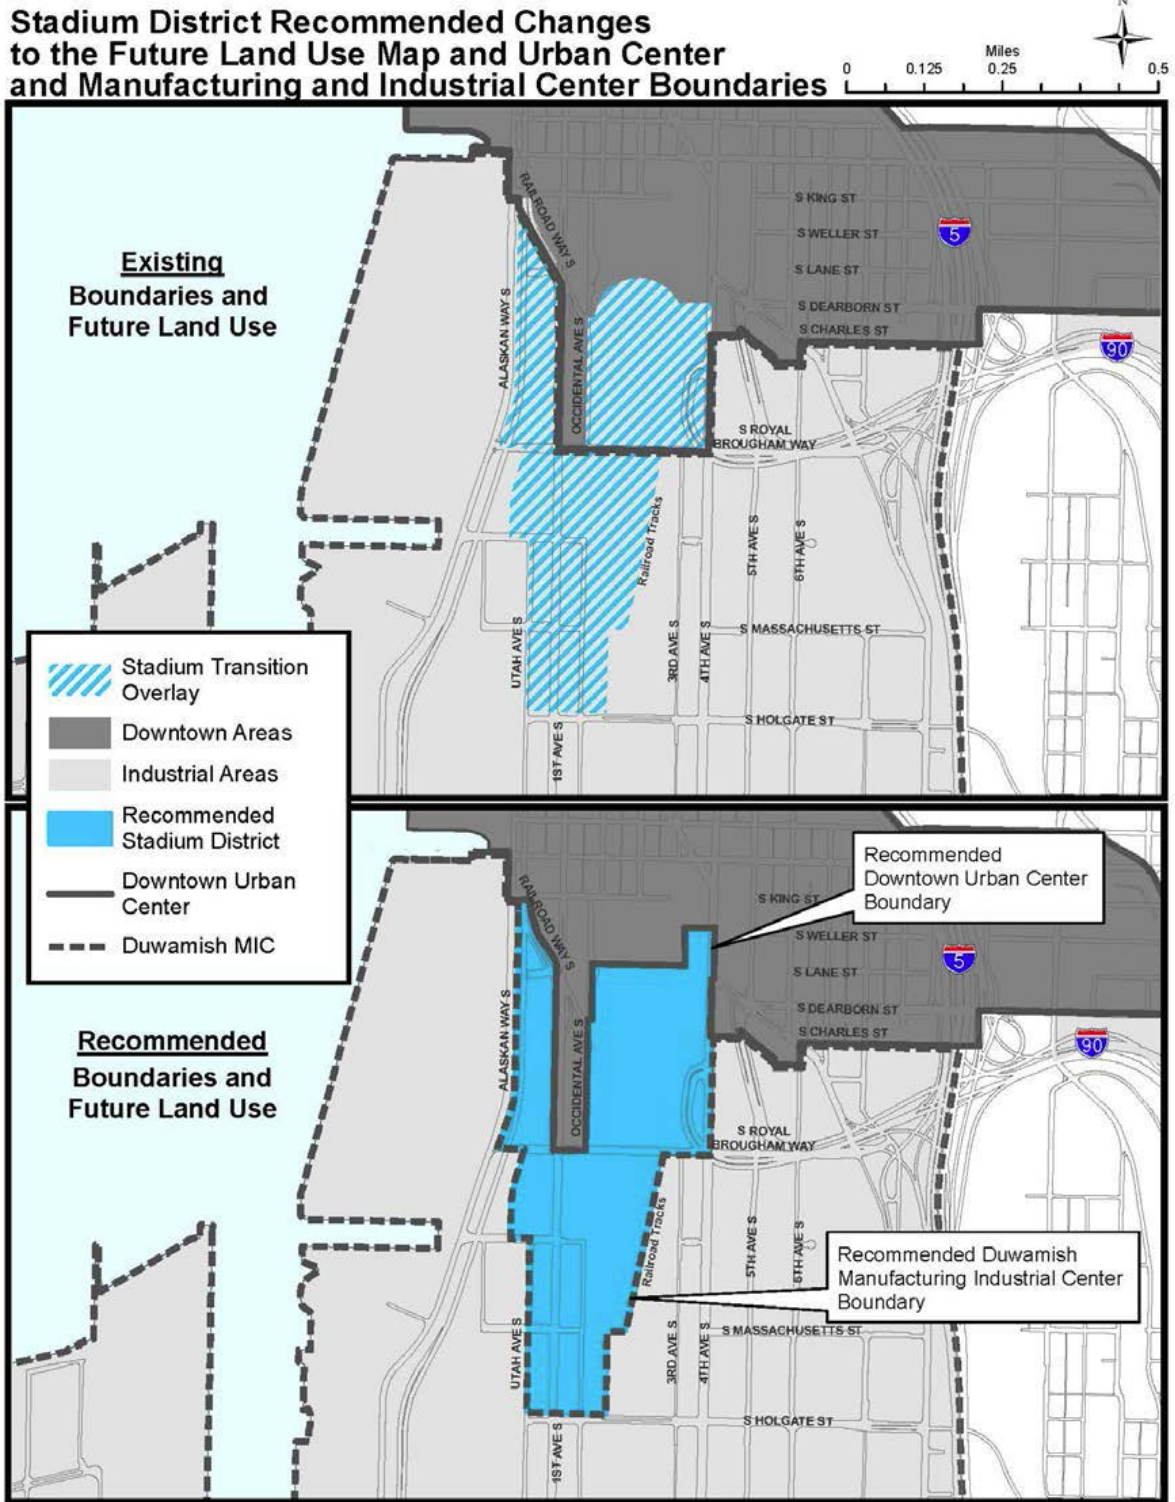 Stadium District Recommended Changes
to the Future Land Use Map and Urban Center
and Manufacturing and Industrial Center Boundaries
N
Miles
0 0.125 0.25 0.5
Existing
Boundaries and
Future Land Use
RAILROAD WAY S
ALASKAN WAY S
OCCIDENTAL AVE S
S KING ST
S WELLER ST
S LANE ST
S DEARBORN ST
S CHARLES ST
5
90
S ROYAL
BROUGHAM WAY
Railroad Tracks
5TH AVE S
6TH AVE S
UTAH AVE S
3RD AVE S
4TH AVE S
S MASSACHUSETTS ST
S HOLGATE ST
1ST AVE S
Stadium Transition
Overlay
Downtown Areas
Industrial Areas
Recommended
Stadium District
Downtown Urban
Center
Duwamish MIC
Recommended
Boundaries and
Future Land Use
Recommended
Downtown Urban Center
Boundary
RAILROAD WAY S
ALASKAN WAY S
OCCIDENTAL AVE S
S KING ST
S WELLER ST
S LANE ST
S DEARBORN ST
S CHARLES ST
5
90
S ROYAL
BROUGHAM WAY
Railroad Tracks
5TH AVE S
6TH AVE S
Recommended Duwamish
Manufacturing Industrial Center
Boundary
UTAH AVE S
3RD AVE S
4TH AVE S
S MASSACHUSETTS ST
S HOLGATE ST
1ST AVE S